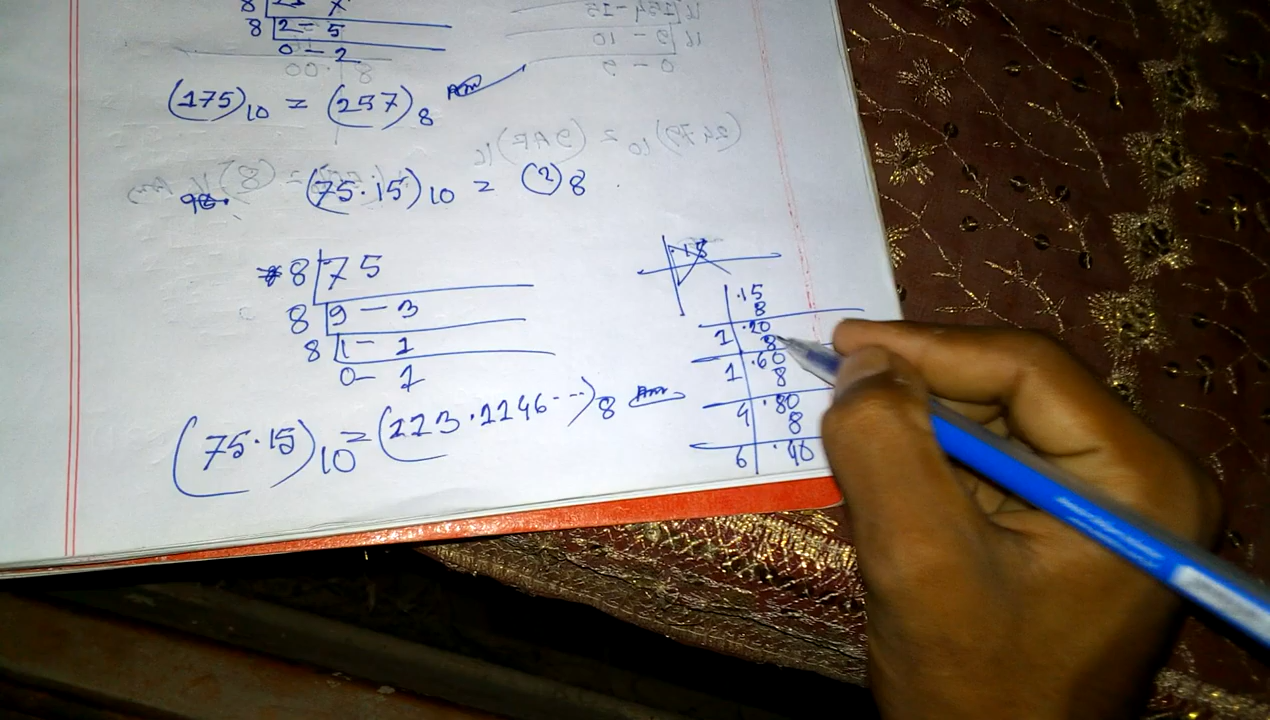 8 2 - 5
0 - 2
(175)10 = (257)8 Ans
(75.15)10 = (?)8
8 75
8 9 - 3
8 1 - 1
0 - 1
(75.15)10 = (113.1146...)8 Ans
.15
.15
8
1 .20
8
1 .60
8
4 .80
8
6 .40